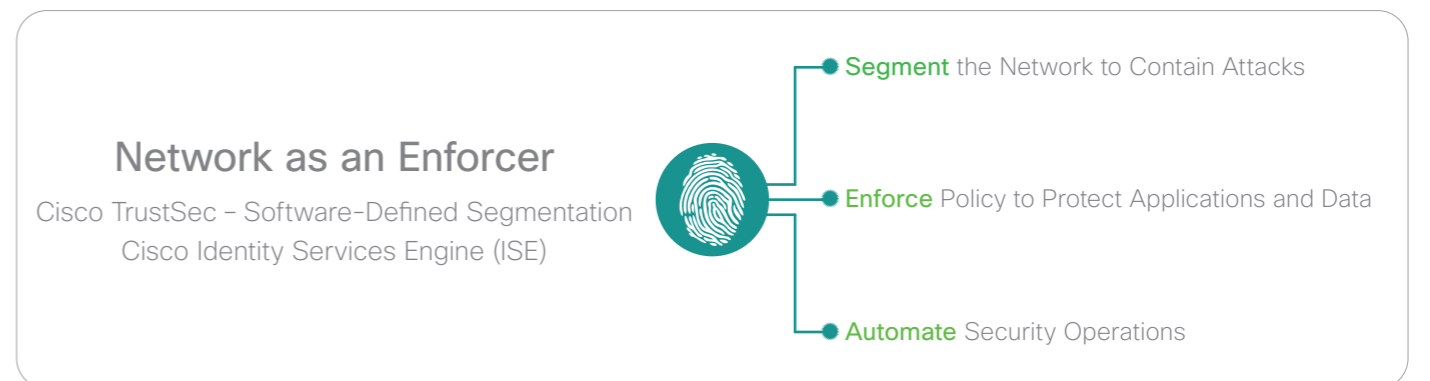 Network as an Enforcer
Cisco TrustSec – Software-Defined Segmentation
Cisco Identity Services Engine (ISE)
Segment the Network to Contain Attacks
Enforce Policy to Protect Applications and Data
Automate Security Operations